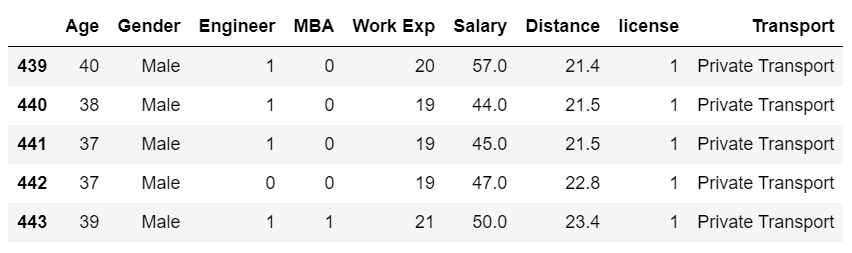 Age Gender Engineer MBA Work Exp Salary Distance license Transport
439 40 Male 1 0 20 57.0 21.4 1 Private Transport
440 38 Male 1 0 19 44.0 21.5 1 Private Transport
441 37 Male 1 0 19 45.0 21.5 1 Private Transport
442 37 Male 0 0 19 47.0 22.8 1 Private Transport
443 39 Male 1 1 21 50.0 23.4 1 Private Transport